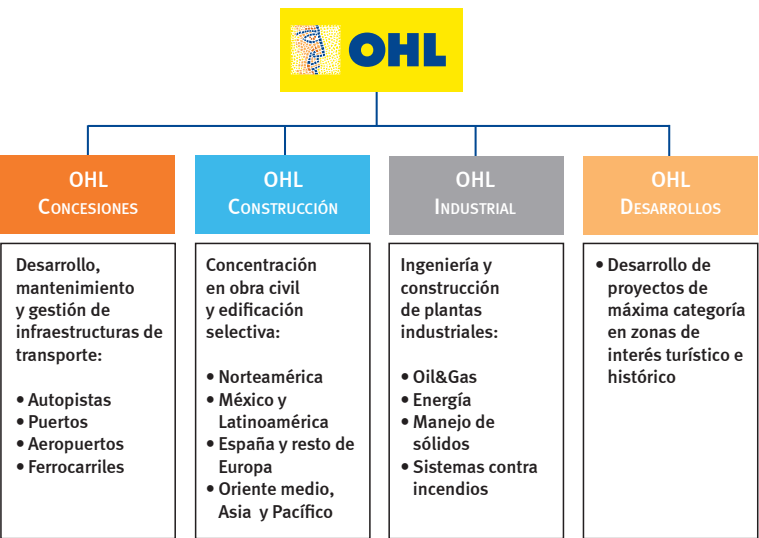 OHL
OHL
CONCESIONES
OHL
CONSTRUCCIÓN
OHL
INDUSTRIAL
OHL
DESARROLLOS
Desarrollo,
mantenimiento
y gestión de
infraestructuras de
transporte:
• Autopistas
• Puertos
• Aeropuertos
• Ferrocarriles
Concentración
en obra civil
y edificación
selectiva:
• Norteamérica
• México y
Latinoamérica
• España y resto de
Europa
• Oriente medio,
Asia y Pacífico
Ingeniería y
construcción
de plantas
industriales:
• Oil&Gas
• Energía
• Manejo de
sólidos
• Sistemas contra
incendios
• Desarrollo de
proyectos de
máxima categoría
en zonas de
interés turístico e
histórico